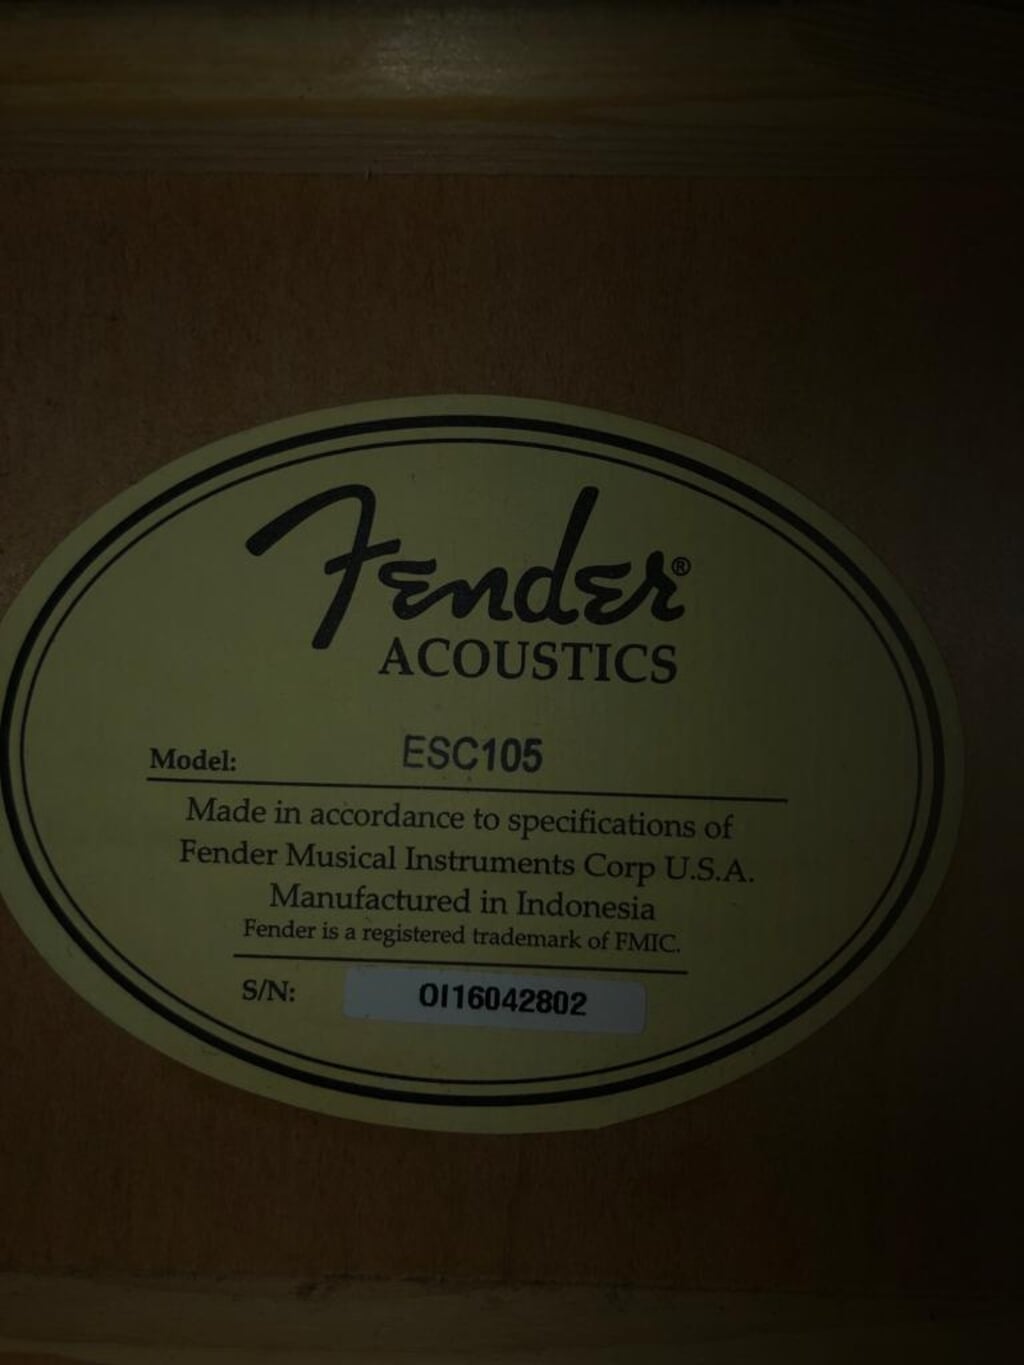 Fender®
ACOUSTICS
Model: ESC105
Made in accordance to specifications of
Fender Musical Instruments Corp U.S.A.
Manufactured in Indonesia
Fender is a registered trademark of FMIC.
S/N: OI16042802